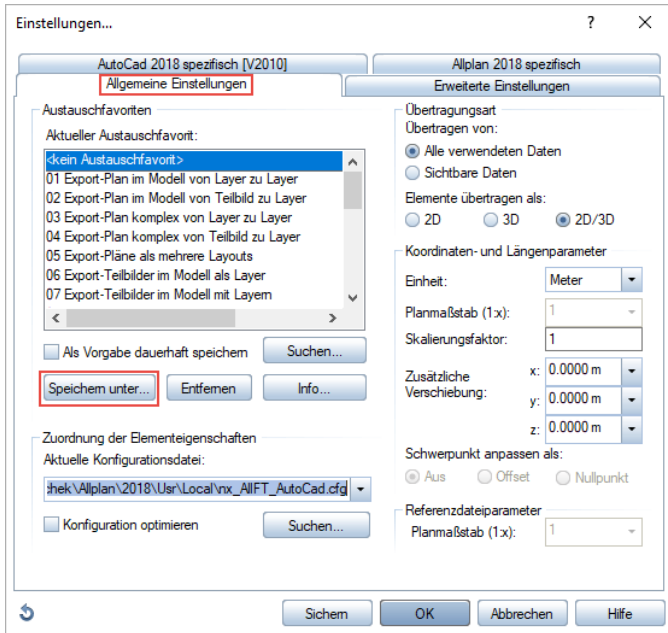 Einstellungen...
? ×
AutoCad 2018 spezifisch [V2010]
Allplan 2018 spezifisch
Allgemeine Einstellungen
Erweiterte Einstellungen
Austauschfavoriten
Aktueller Austauschfavorit:
<kein Austauschfavorit>
01 Export-Plan im Modell von Layer zu Layer
02 Export-Plan im Modell von Teilbild zu Layer
03 Export-Plan komplex von Layer zu Layer
04 Export-Plan komplex von Teilbild zu Layer
05 Export-Pläne als mehrere Layouts
06 Export-Teilbilder im Modell als Layer
07 Export-Teilbilder im Modell mit Layern
Als Vorgabe dauerhaft speichern
Suchen...
Speichern unter...
Entfernen
Info...
Zuordnung der Elementeigenschaften
Aktuelle Konfigurationsdatei:
:hek\Allplan\2018\Usr\Local\nx_AllFT_AutoCad.cfg
Konfiguration optimieren
Suchen...
Übertragungsart
Übertragen von:
Alle verwendeten Daten
Sichtbare Daten
Elemente übertragen als:
2D 3D 2D/3D
Koordinaten- und Längenparameter
Einheit: Meter
Planmaßstab (1:x): 1
Skalierungsfaktor: 1
Zusätzliche
Verschiebung:
x: 0.0000 m
y: 0.0000 m
z: 0.0000 m
Schwerpunkt anpassen als:
Aus Offset Nullpunkt
Referenzdateiparameter
Planmaßstab (1:x): 1
Sichern
OK
Abbrechen
Hilfe